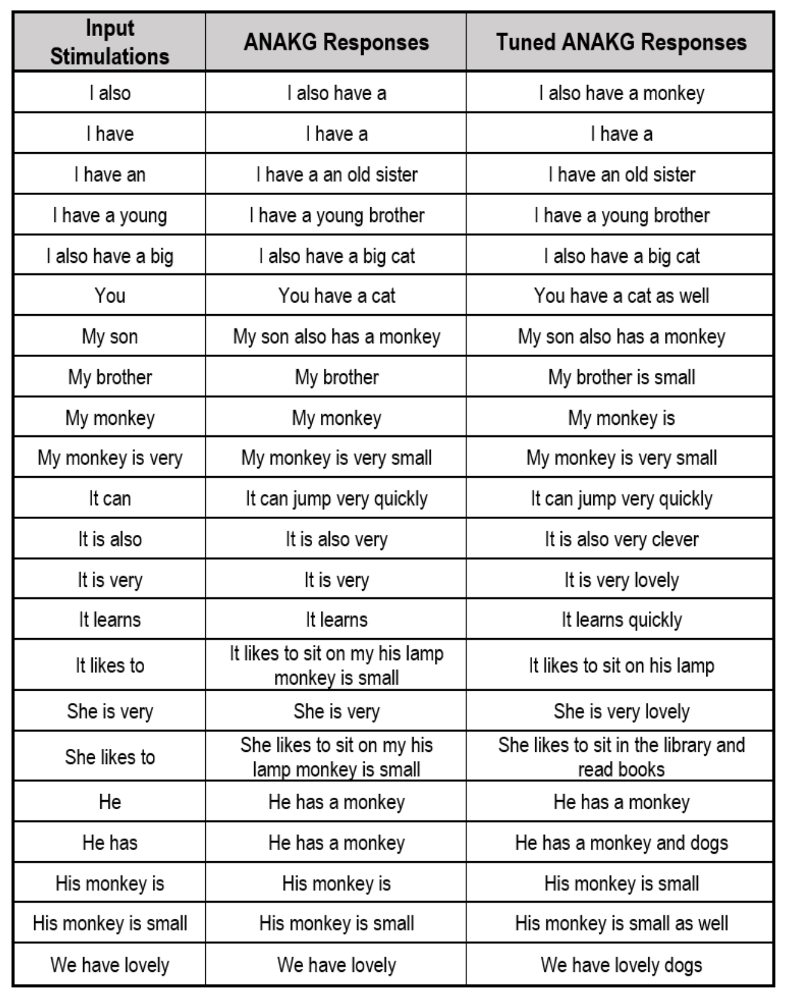 Input Stimulations ANAKG Responses Tuned ANAKG Responses
I also I also have a I also have a monkey
I have I have a I have a
I have an I have a an old sister I have an old sister
I have a young I have a young brother I have a young brother
I also have a big I also have a big cat I also have a big cat
You You have a cat You have a cat as well
My son My son also has a monkey My son also has a monkey
My brother My brother My brother is small
My monkey My monkey My monkey is
My monkey is very My monkey is very small My monkey is very small
It can It can jump very quickly It can jump very quickly
It is also It is also very It is also very clever
It is very It is very It is very lovely
It learns It learns It learns quickly
It likes to It likes to sit on my his lamp monkey is small It likes to sit on his lamp
She is very She is very She is very lovely
She likes to She likes to sit on my his lamp monkey is small She likes to sit in the library and read books
He He has a monkey He has a monkey
He has He has a monkey He has a monkey and dogs
His monkey is His monkey is His monkey is small
His monkey is small His monkey is small His monkey is small as well
We have lovely We have lovely We have lovely dogs